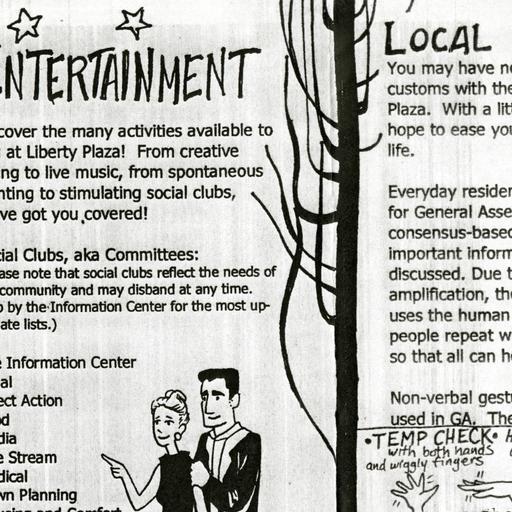 ENTERTAINMENT
cover the many activities available to
at Liberty Plaza! From creative
ing to live music, from spontaneous
nting to stimulating social clubs,
ve got you covered!
cial Clubs, aka Committees:
ase note that social clubs reflect the needs of
community and may disband at any time.
p by the Information Center for the most up-
ate lists.)
e Information Center
al
ect Action
od
dia
e Stream
dical
wn Planning
LOCAL
You may have no
customs with the
Plaza. With a litt
hope to ease you
life.
Everyday resider
for General Asse
consensus-based
important inform
discussed. Due t
amplification, the
uses the human
people repeat w
so that all can he
Non-verbal gestu
used in GA. The
•TEMP CHECK•
with both hands
and wiggly fingers